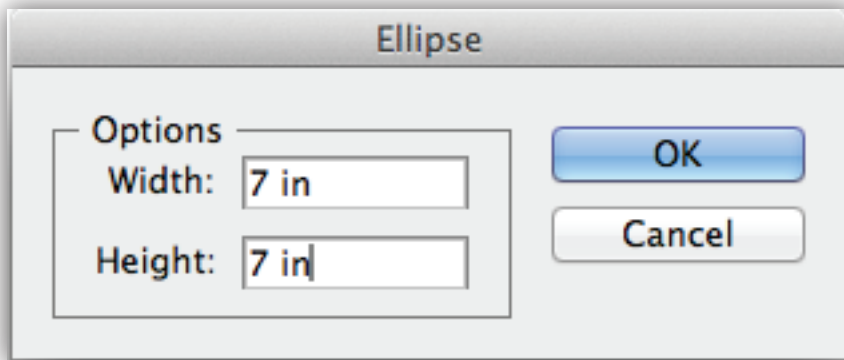 Ellipse
Options
Width: 7 in
Height: 7 in
OK
Cancel